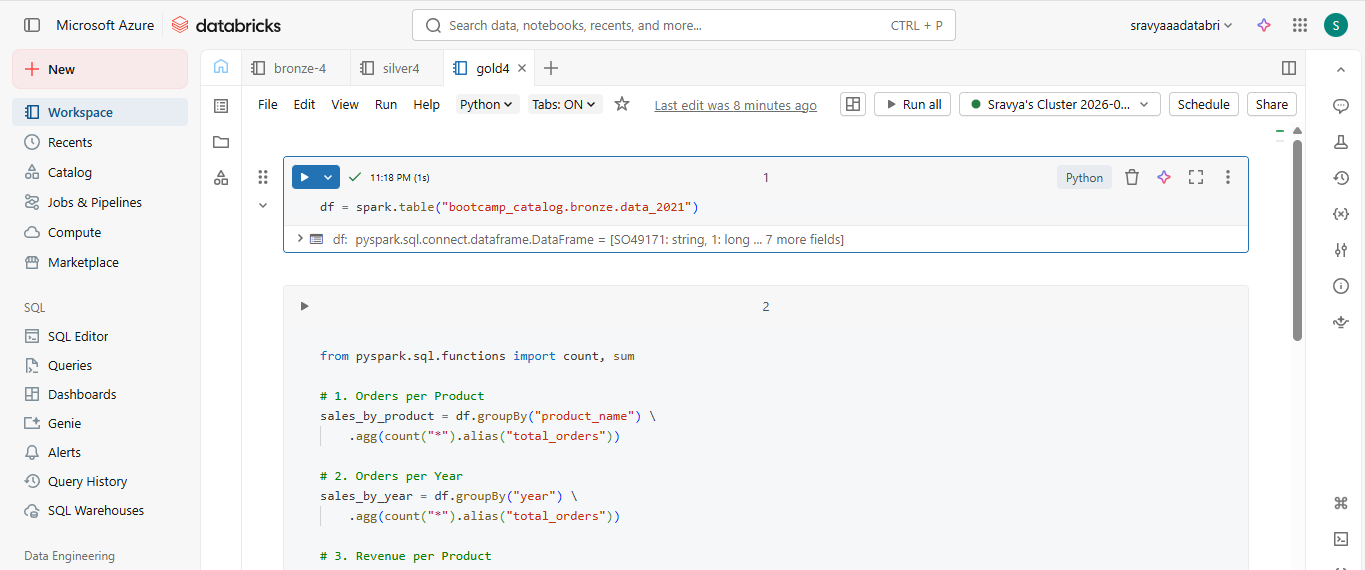 Microsoft Azure databricks Search data, notebooks, recents, and more... CTRL + P sravyaaadatabri S
New
Workspace
Recents
Catalog
Jobs & Pipelines
Compute
Marketplace
SQL
SQL Editor
Queries
Dashboards
Genie
Alerts
Query History
SQL Warehouses
Data Engineering
bronze-4 silver4 gold4
File Edit View Run Help Python Tabs: ON Last edit was 8 minutes ago Run all Sravya's Cluster 2026-0... Schedule Share
11:18 PM (1s) 1 Python
df = spark.table("bootcamp_catalog.bronze.data_2021")
df: pyspark.sql.connect.dataframe.DataFrame = [SO49171: string, 1: long ... 7 more fields]
2
from pyspark.sql.functions import count, sum
# 1. Orders per Product
sales_by_product = df.groupBy("product_name") \
.agg(count("*").alias("total_orders"))
# 2. Orders per Year
sales_by_year = df.groupBy("year") \
.agg(count("*").alias("total_orders"))
# 3. Revenue per Product